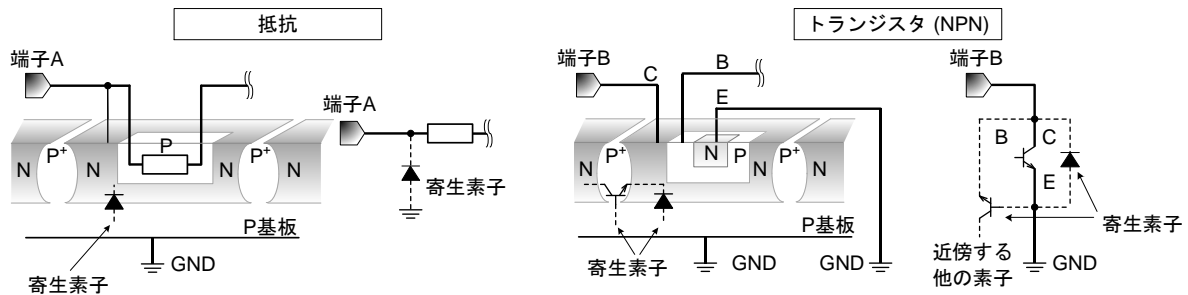 抵抗
端子A
P
N
P+
N
N
P+
N
P基板
寄生素子
GND
端子A
寄生素子
トランジスタ (NPN)
端子B
C
B
E
N
P+
N
N
P
N
P+
N
P基板
寄生素子
GND
GND
端子B
B
C
E
寄生素子
近傍する
他の素子
GND